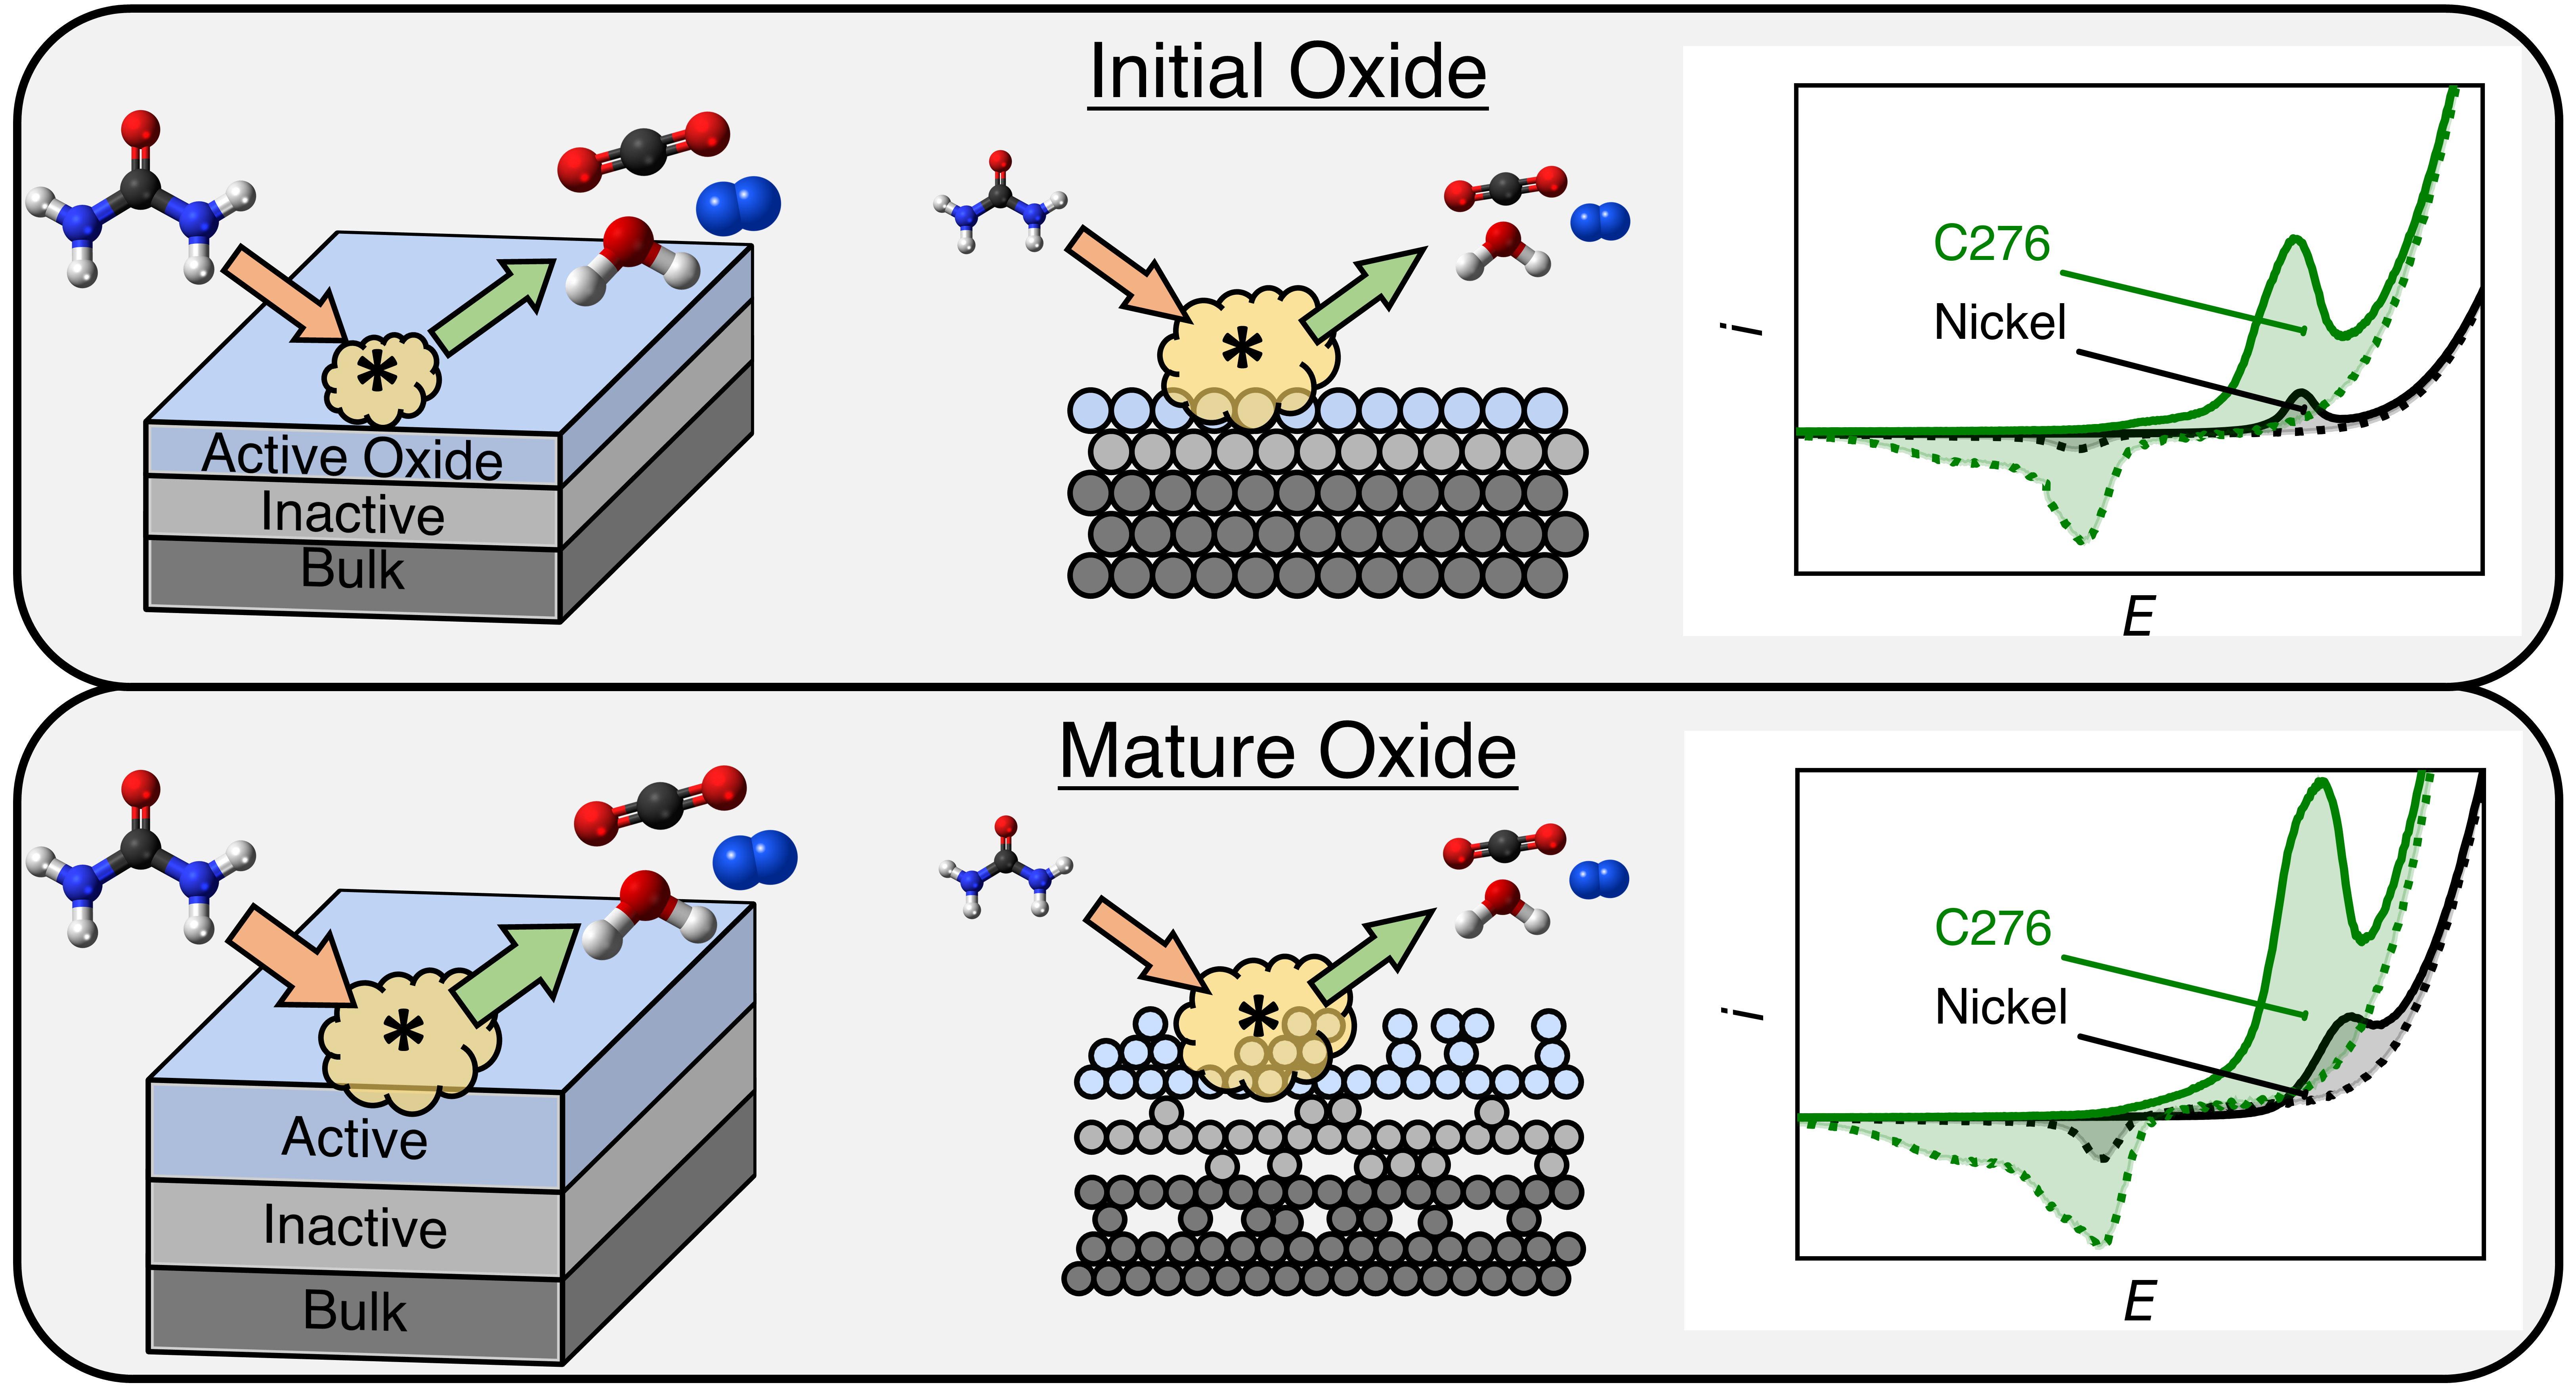 Initial Oxide
*
Active Oxide
Inactive
Bulk
*
C276
Nickel
i
E
Mature Oxide
*
Active
Inactive
Bulk
*
C276
Nickel
i
E